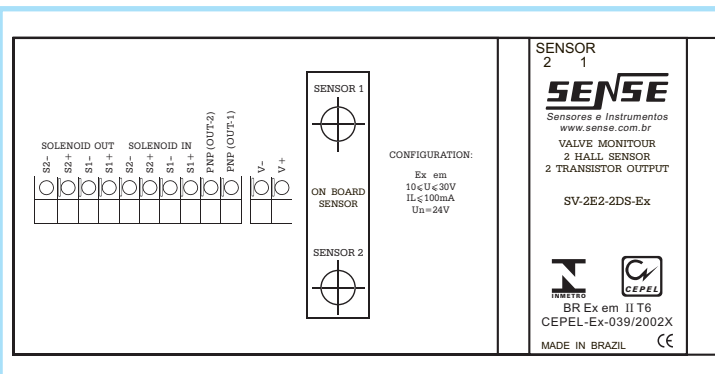 SOLENOID OUT SOLENOID IN
S2- S2+ S1- S1+ S2- S2+ S1- S1+ PNP (OUT-2) PNP (OUT-1) V- V+
SENSOR 1
ON BOARD
SENSOR
SENSOR 2
CONFIGURATION:
Ex em
10⩽U⩽30V
IL⩽100mA
Un=24V
SENSOR
2 1
SENSE
Sensores e Instrumentos
www.sense.com.br
VALVE MONITOUR
2 HALL SENSOR
2 TRANSISTOR OUTPUT
SV-2E2-2DS-Ex
INMETRO
CEPEL
BR Ex em II T6
CEPEL-Ex-039/2002X
MADE IN BRAZIL CE